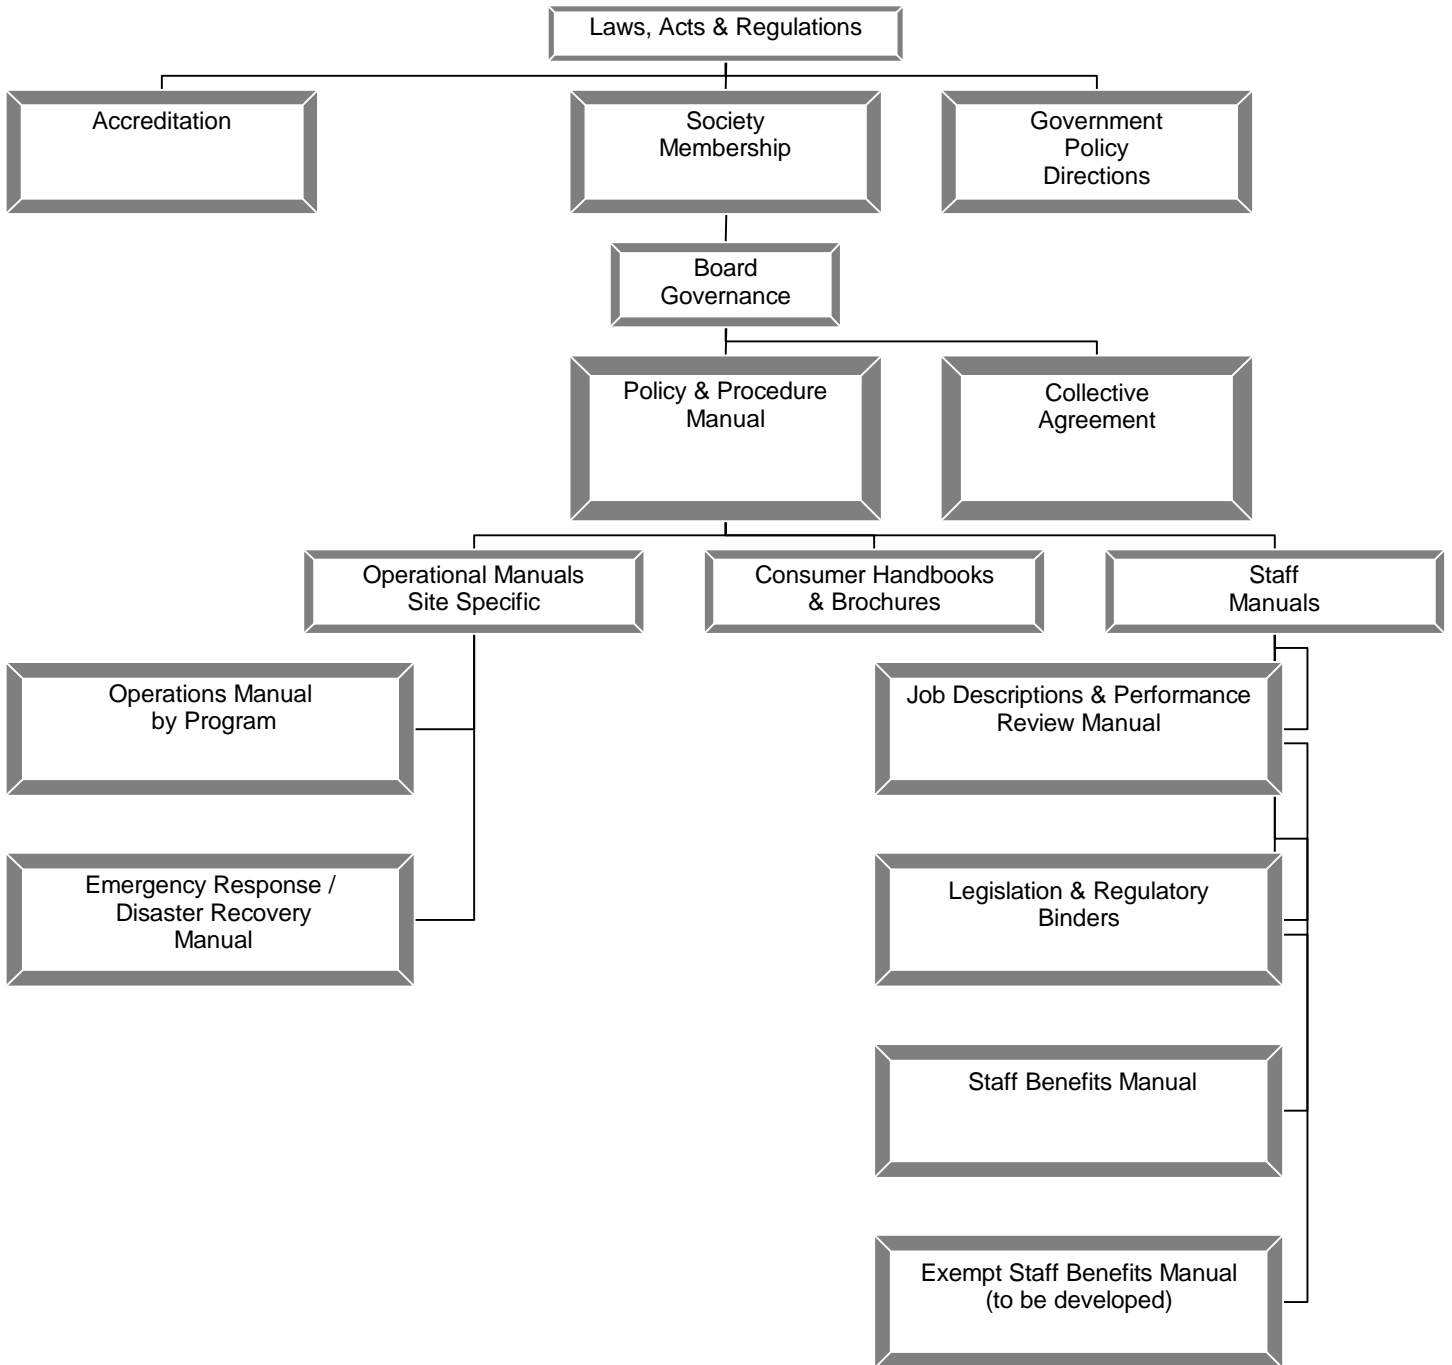 Laws, Acts & Regulations
Accreditation
Society
Membership
Government
Policy
Directions
Board
Governance
Policy & Procedure
Manual
Collective
Agreement
Operational Manuals
Site Specific
Consumer Handbooks
& Brochures
Staff
Manuals
Operations Manual
by Program
Job Descriptions & Performance
Review Manual
Emergency Response /
Disaster Recovery
Manual
Legislation & Regulatory
Binders
Staff Benefits Manual
Exempt Staff Benefits Manual
(to be developed)